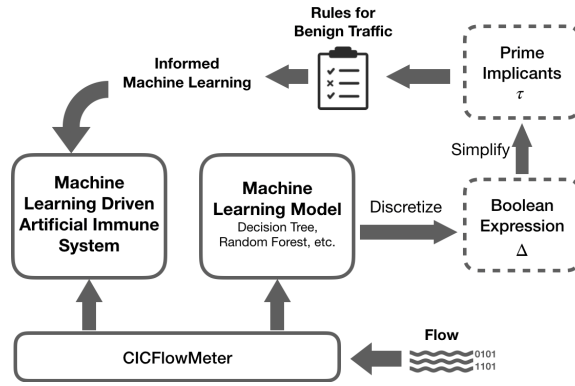 Rules for
Benign Traffic
Informed
Machine Learning
Prime
Implicants
τ
Simplify
Machine
Learning Driven
Artificial Immune
System
Machine
Learning Model
Decision Tree,
Random Forest, etc.
Discretize
Boolean
Expression
Δ
CICFlowMeter
Flow
0101
1101